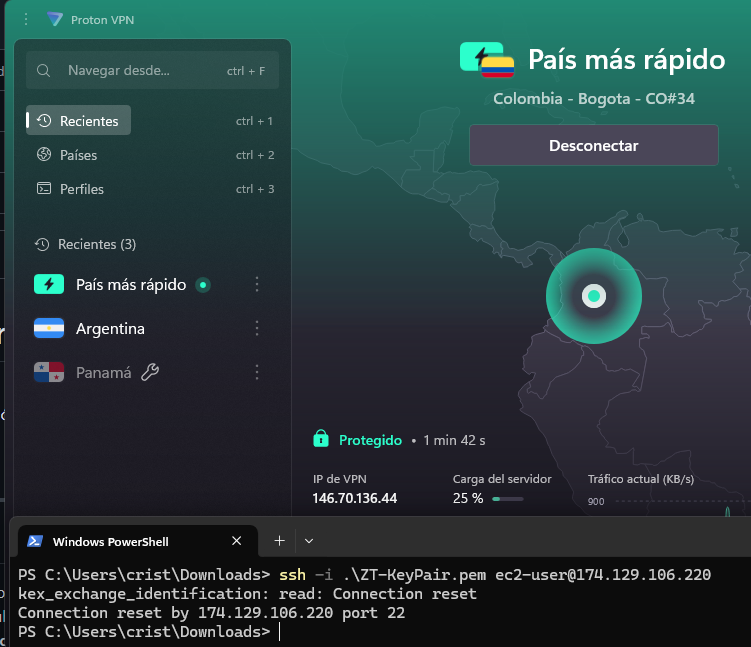 Proton VPN
Navegar desde... ctrl + F
Recientes ctrl + 1
Países ctrl + 2
Perfiles ctrl + 3
Recientes (3)
País más rápido
Argentina
Panamá
País más rápido
Colombia - Bogota - CO#34
Desconectar
Protegido • 1 min 42 s
IP de VPN Carga del servidor Tráfico actual (KB/s)
146.70.136.44 25 % 900
Windows PowerShell
PS C:\Users\crist\Downloads> ssh -i .\ZT-KeyPair.pem ec2-user@174.129.106.220
kex_exchange_identification: read: Connection reset
Connection reset by 174.129.106.220 port 22
PS C:\Users\crist\Downloads>